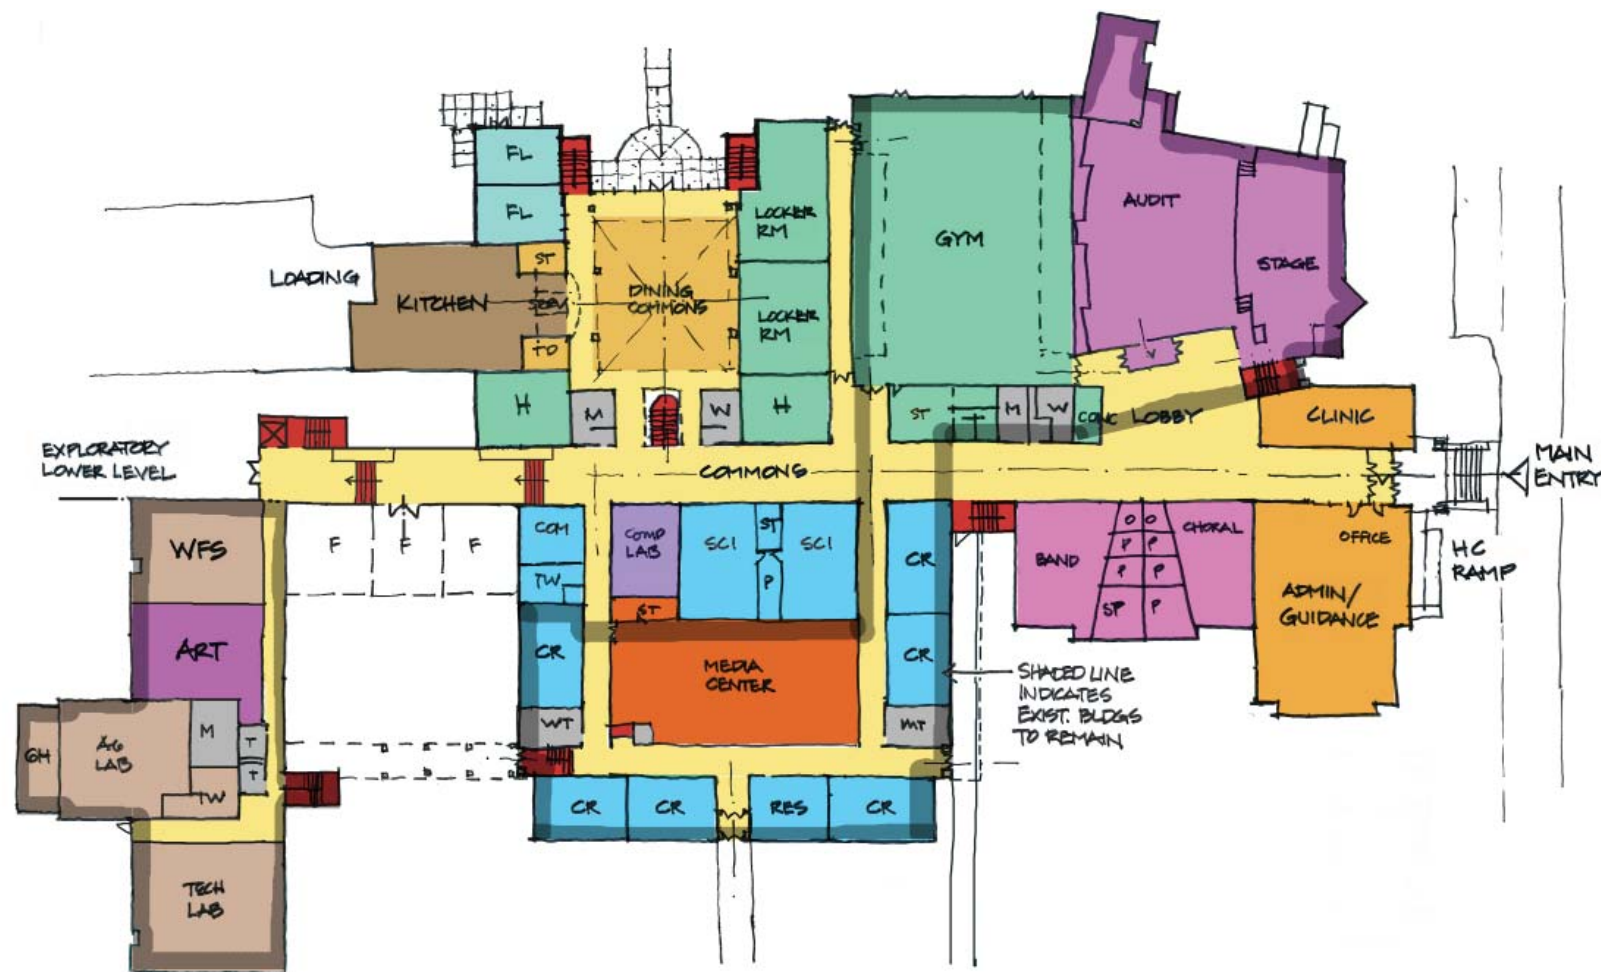 FL
FL
LOADING
KITCHEN
ST
TD
DINING
COMMONS
LOCKER
RM
LOCKER
RM
GYM
AUDIT
STAGE
H
M
W
H
ST
M
W
CONC
LOBBY
CLINIC
EXPLORATORY
LOWER LEVEL
COMMONS
MAIN
ENTRY
WFS
F
F
F
COM
TW
COMP
LAB
ST
SCI
ST
P
SCI
CR
BAND
O
O
P
P
P
P
SP
P
CHORAL
OFFICE
ADMIN/
GUIDANCE
HC
RAMP
ART
CR
MEDIA
CENTER
CR
SHADED LINE
INDICATES
EXIST. BLDGS
TO REMAIN
WT
MT
GH
AG
LAB
M
T
T
TW
CR
CR
RES
CR
TECH
LAB